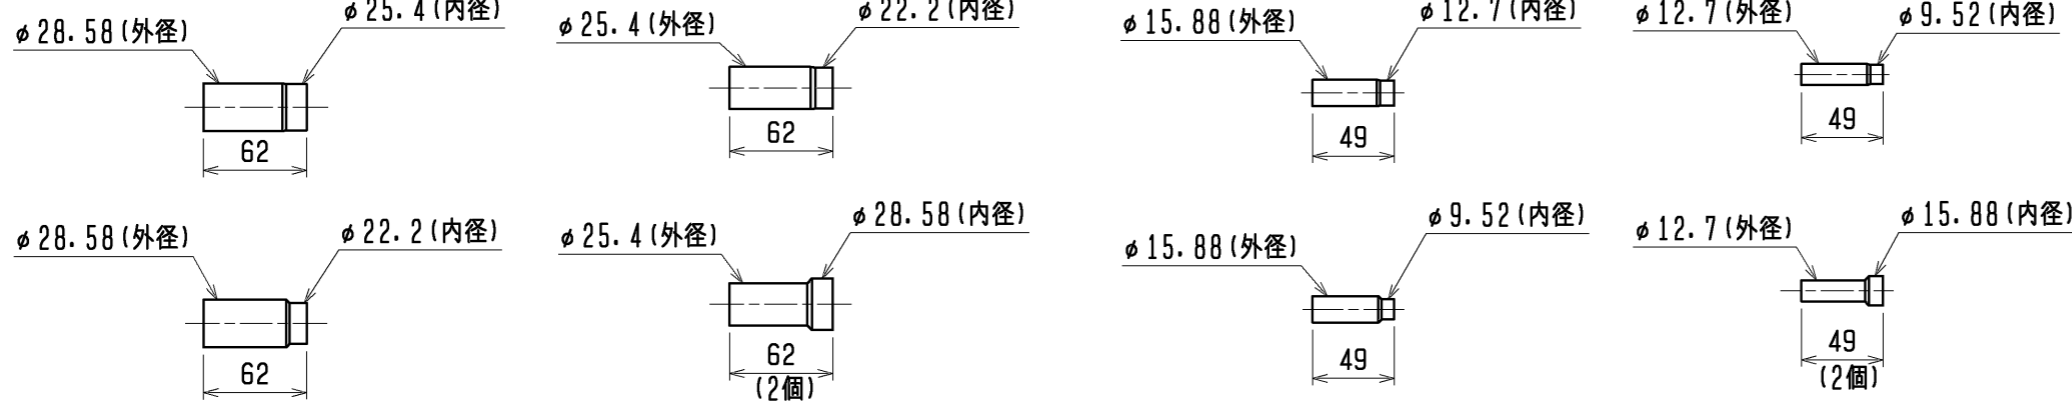 φ28.58(外径)
φ25.4(内径)
62
φ25.4(外径)
φ22.2(内径)
62
φ15.88(外径)
φ12.7(内径)
49
φ12.7(外径)
φ9.52(内径)
49
φ28.58(外径)
φ22.2(内径)
62
φ25.4(外径)
φ28.58(内径)
62
(2個)
φ15.88(外径)
φ9.52(内径)
49
φ12.7(外径)
φ15.88(内径)
49
(2個)